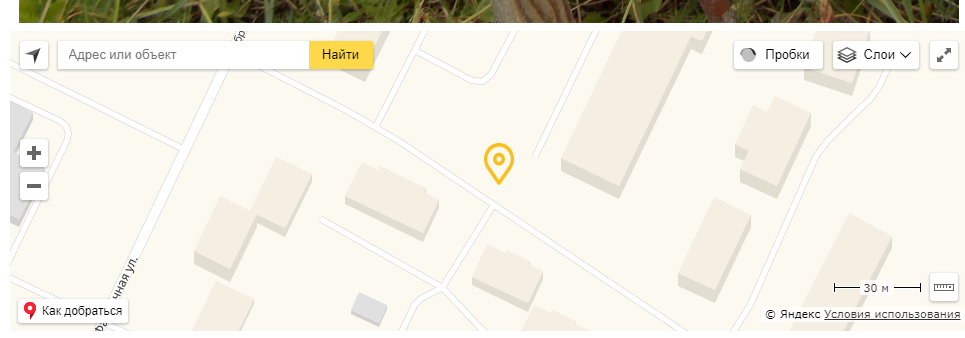 Адрес или объект
Найти
Пробки
Слои
30 м
Как добраться
© Яндекс Условия использования